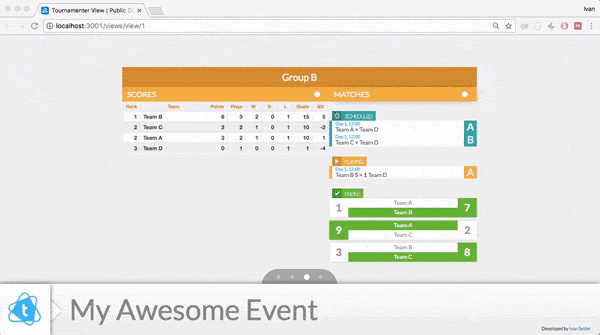 Tournamenter View | Public D
Ivan
localhost:3001/views/view/1
Group B
SCORES
MATCHES
Rank Team Points Plays W D L Goals GD
1 Team B 6 3 2 0 1 15 5
2 Team C 3 2 1 0 1 10 -2
2 Team A 3 2 1 0 1 10 1
3 Team D 0 1 0 0 1 1 -4
SCHEDULED
Day 1, 12:00
Team A × Team D
A
Day 1, 12:00
Team C × Team D
B
PLAYING
Day 1, 12:00
Team B 5 × 1 Team D
A
ENDED
1 Team A
Team B 7
9 Team A
Team C 2
3 Team B
Team C 8
My Awesome Event
Developed by Ivan Seidel